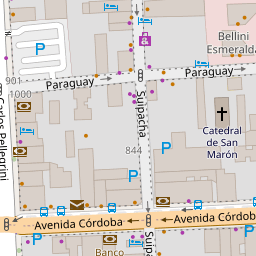 Bellini
Esmeralda
P
Paraguay
901
1000
Paraguay
Suipacha
Carlos Pellegrini
Catedral
de San
Marón
844
P
P
Avenida Córdoba
Avenida Córdoba
P
P
Banco